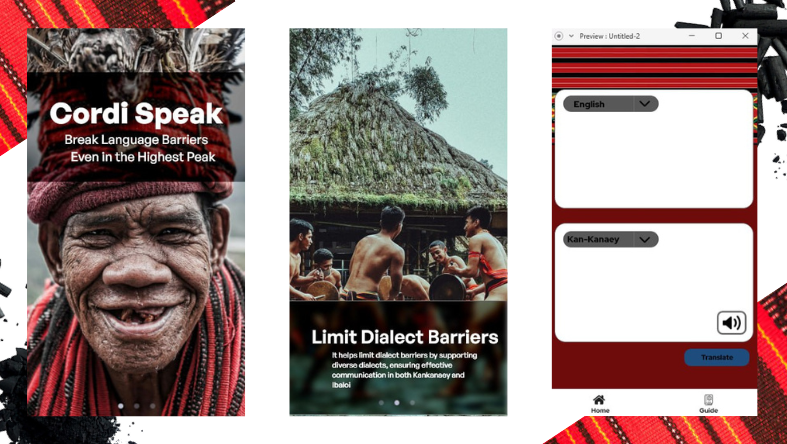 Cordi Speak
Break Language Barriers
Even in the Highest Peak
Limit Dialect Barriers
It helps limit dialect barriers by supporting
diverse dialects, ensuring effective
communication in both Kankanaey and
Ibaloi
Preview : Untitled-2
English
Kan-Kanaey
Translate
Home
Guide